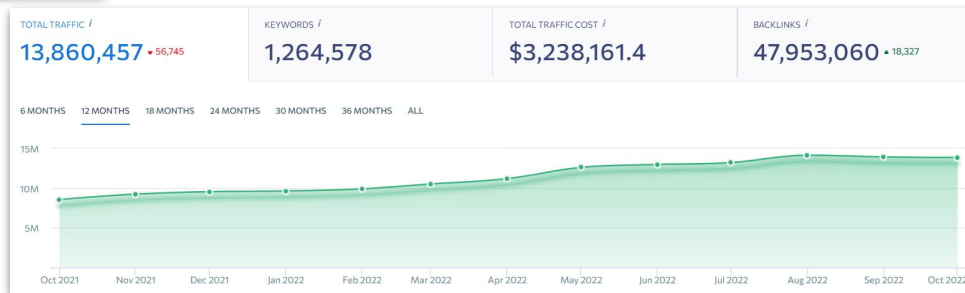 TOTAL TRAFFIC i
13,860,457 ▾ 56,745
KEYWORDS i
1,264,578
TOTAL TRAFFIC COST i
$3,238,161.4
BACKLINKS i
47,953,060 ▴ 18,327
6 MONTHS 12 MONTHS 18 MONTHS 24 MONTHS 30 MONTHS 36 MONTHS ALL
15M
10M
5M
Oct 2021 Nov 2021 Dec 2021 Jan 2022 Feb 2022 Mar 2022 Apr 2022 May 2022 Jun 2022 Jul 2022 Aug 2022 Sep 2022 Oct 2022